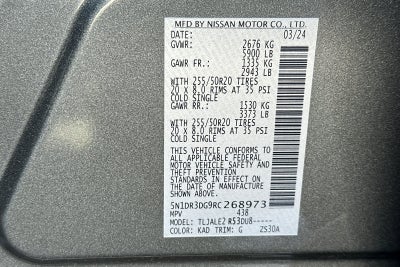 MFD BY NISSAN MOTOR CO., LTD.
DATE: 03/24
GVWR: 2676 KG
5900 LB
GAWR FR.: 1335 KG
2943 LB
WITH 255/50R20 TIRES
20 x 8.0 RIMS AT 35 PSI
COLD SINGLE
GAWR RR.: 1530 KG
3373 LB
WITH 255/50R20 TIRES
20 x 8.0 RIMS AT 35 PSI
COLD SINGLE
THIS VEHICLE CONFORMS TO
ALL APPLICABLE FEDERAL
MOTOR VEHICLE SAFETY AND
THEFT PREVENTION
STANDARDS IN EFFECT ON
THE DATE OF MANUFACTURE
SHOWN ABOVE.
5N1DR3DG9RC268973
MPV 438
MODEL: TLJALE2 R53DU8-----
COLOR: KAD TRIM: G ZS30A